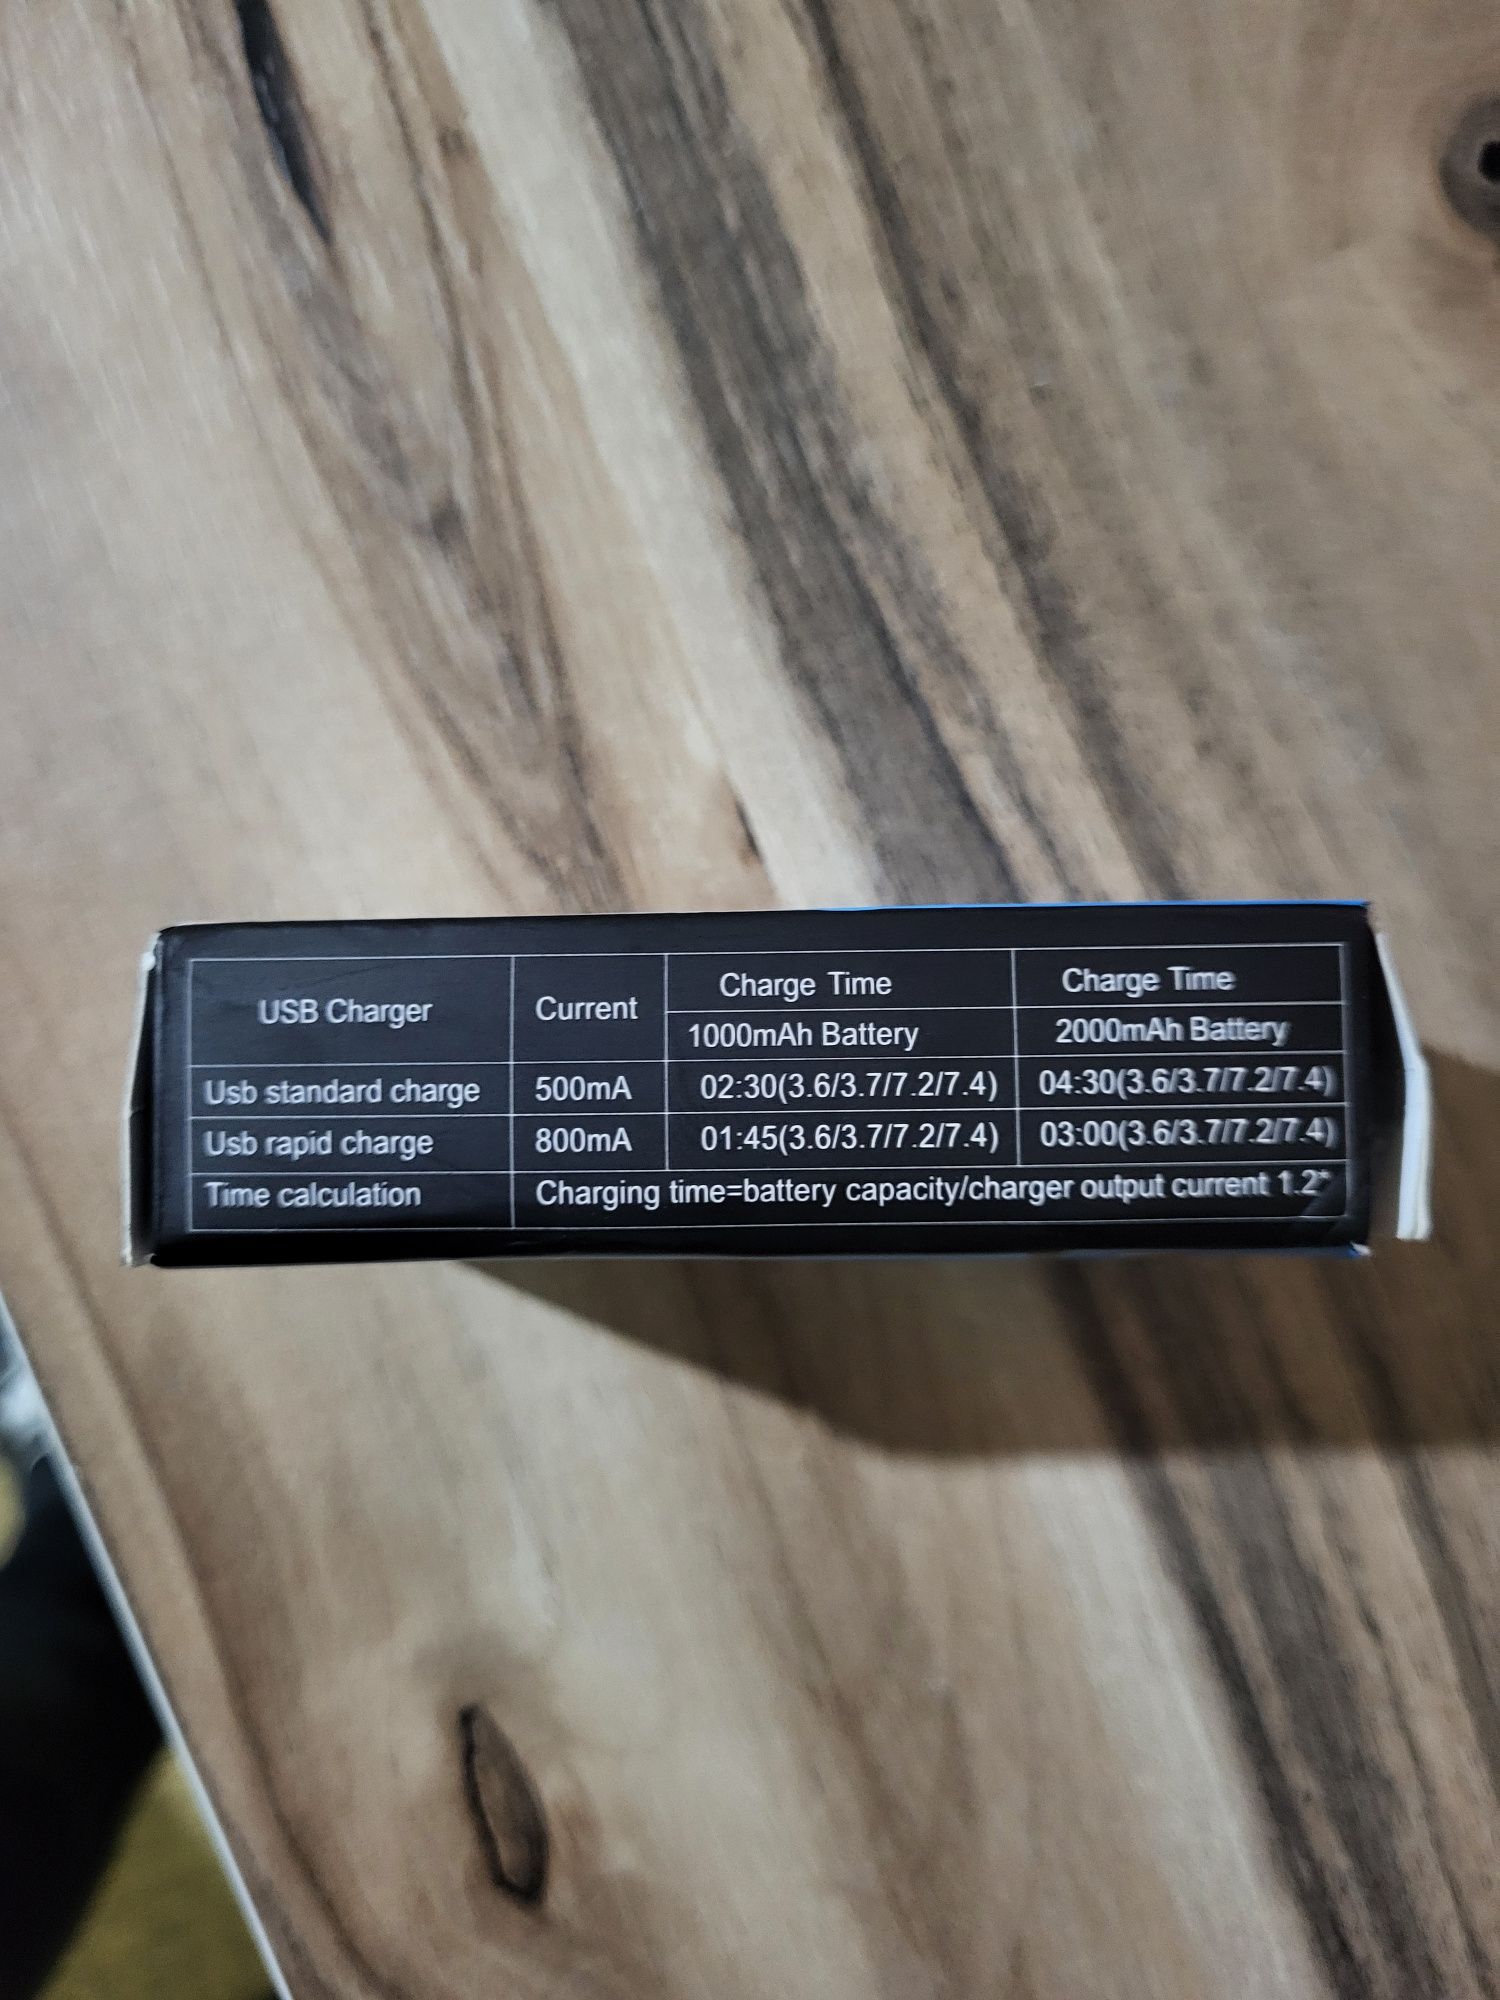 USB Charger Current Charge Time Charge Time
1000mAh Battery 2000mAh Battery
Usb standard charge 500mA 02:30(3.6/3.7/7.2/7.4) 04:30(3.6/3.7/7.2/7.4)
Usb rapid charge 800mA 01:45(3.6/3.7/7.2/7.4) 03:00(3.6/3.7/7.2/7.4)
Time calculation Charging time=battery capacity/charger output current 1.2*